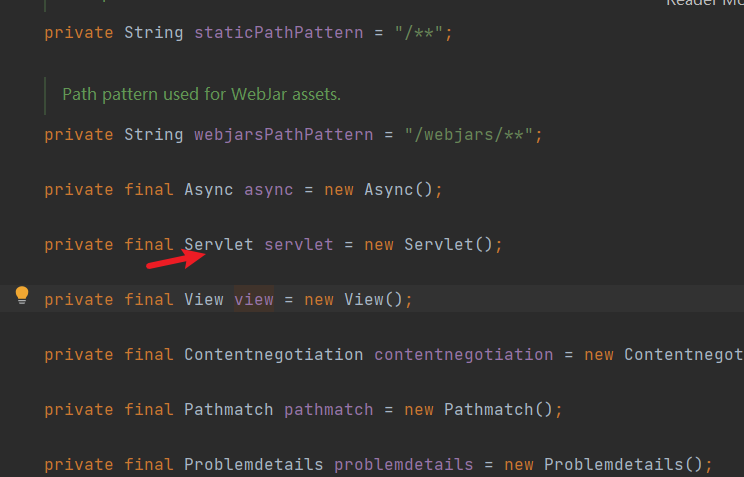 Reader Mo
private String staticPathPattern = "/**";
Path pattern used for WebJar assets.
private String webjarsPathPattern = "/webjars/**";
private final Async async = new Async();
private final Servlet servlet = new Servlet();
private final View view = new View();
private final Contentnegotiation contentnegotiation = new Contentnegot
private final Pathmatch pathmatch = new Pathmatch();
private final Problemdetails problemdetails = new Problemdetails();